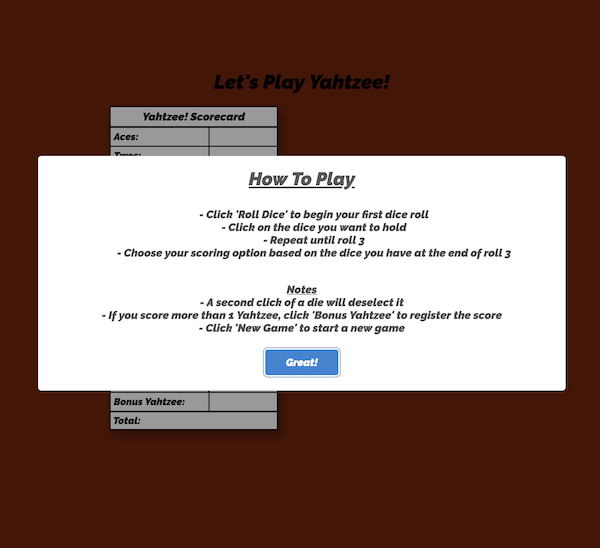 Let's Play Yahtzee!
Yahtzee! Scorecard
Aces:
How To Play
- Click 'Roll Dice' to begin your first dice roll
- Click on the dice you want to hold
- Repeat until roll 3
- Choose your scoring option based on the dice you have at the end of roll 3
Notes
- A second click of a die will deselect it
- If you score more than 1 Yahtzee, click 'Bonus Yahtzee' to register the score
- Click 'New Game' to start a new game
Great!
Bonus Yahtzee:
Total: